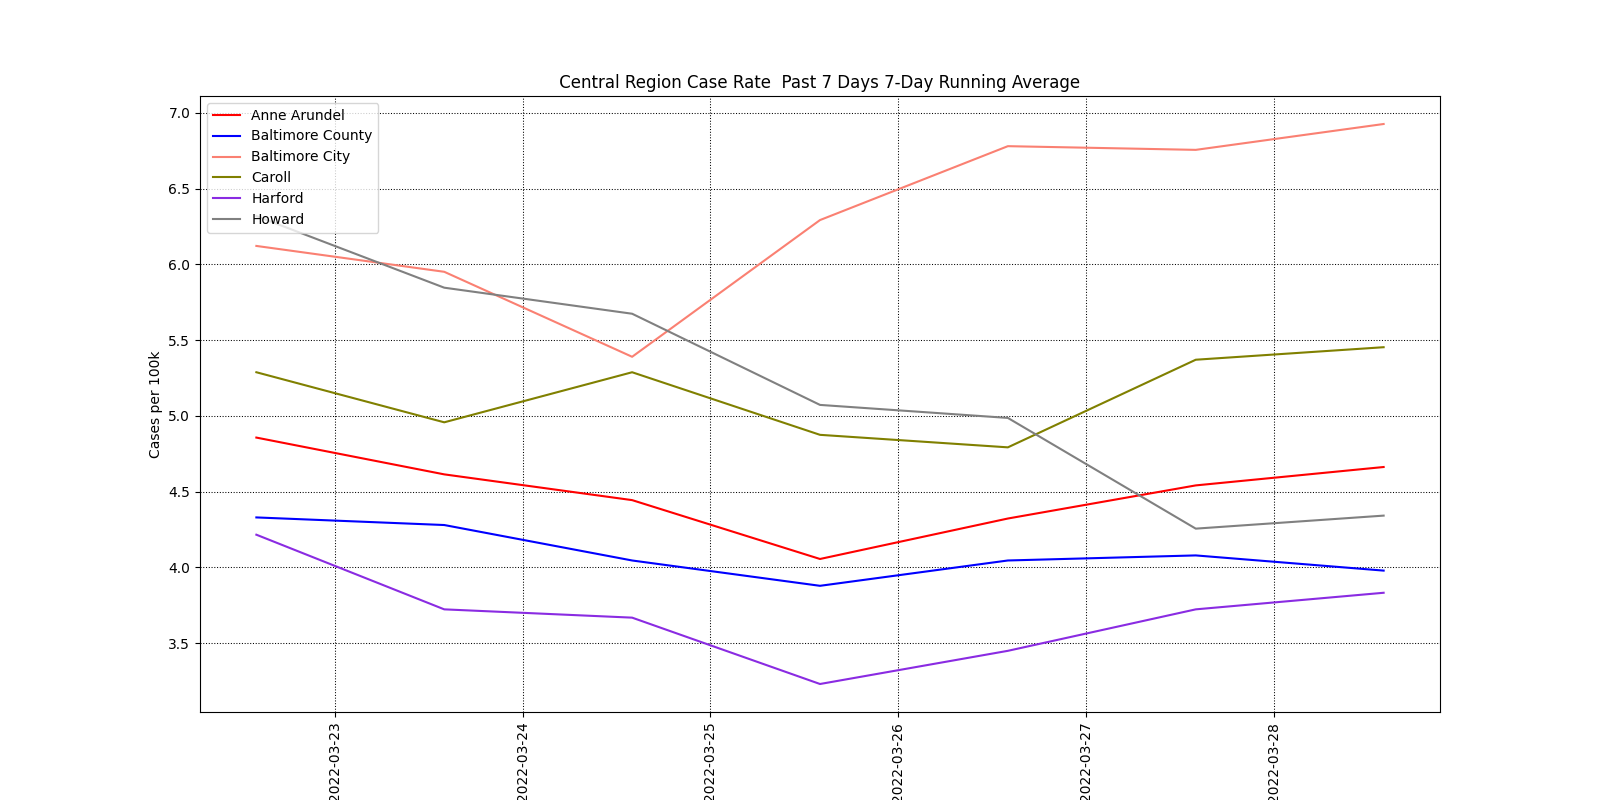 Central Region Case Rate  Past 7 Days 7-Day Running Average
Cases per 100k
7.0
6.5
6.0
5.5
5.0
4.5
4.0
3.5
Anne Arundel
Baltimore County
Baltimore City
Caroll
Harford
Howard
2022-03-23
2022-03-24
2022-03-25
2022-03-26
2022-03-27
2022-03-28